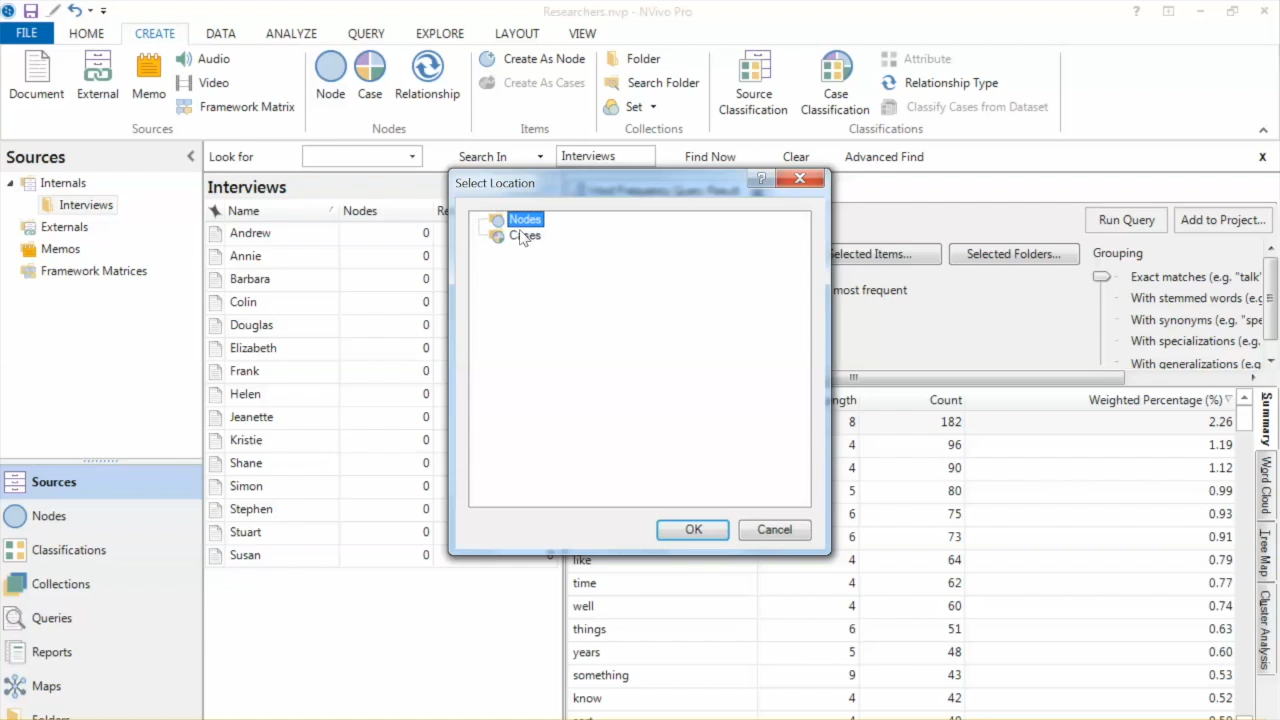 Researchers.nvp - NVivo Pro
FILE HOME CREATE DATA ANALYZE QUERY EXPLORE LAYOUT VIEW
Document External Memo Audio Video Framework Matrix
Sources
Node Case Relationship
Nodes
Create As Node
Create As Cases
Items
Folder
Search Folder
Set
Collections
Source Classification
Case Classification
Attribute
Relationship Type
Classify Cases from Dataset
Classifications
Sources
Look for Search In Interviews Find Now Clear Advanced Find X
Internals
Interviews
Externals
Memos
Framework Matrices
Sources
Nodes
Classifications
Collections
Queries
Reports
Maps
Folders
Interviews
Name Nodes
Andrew 0
Annie 0
Barbara 0
Colin 0
Douglas 0
Elizabeth 0
Frank 0
Helen 0
Jeanette 0
Kristie 0
Shane 0
Simon 0
Stephen 0
Stuart 0
Susan 0
Select Location
Nodes
Cases
OK Cancel
Run Query Add to Project...
Selected Items... Selected Folders... Grouping
most frequent
Exact matches (e.g. "talk"
With stemmed words (e.g
With synonyms (e.g. "spe
With specializations (e.g.
With generalizations (e.g
ngth Count Weighted Percentage (%)
8 182 2.26
4 96 1.19
4 90 1.12
5 80 0.99
6 75 0.93
6 73 0.91
like 4 64 0.79
time 4 62 0.77
well 4 60 0.74
things 6 51 0.63
years 5 48 0.60
something 9 43 0.53
know 4 42 0.52
Summary
Word Cloud
Tree Map
Cluster Analysis